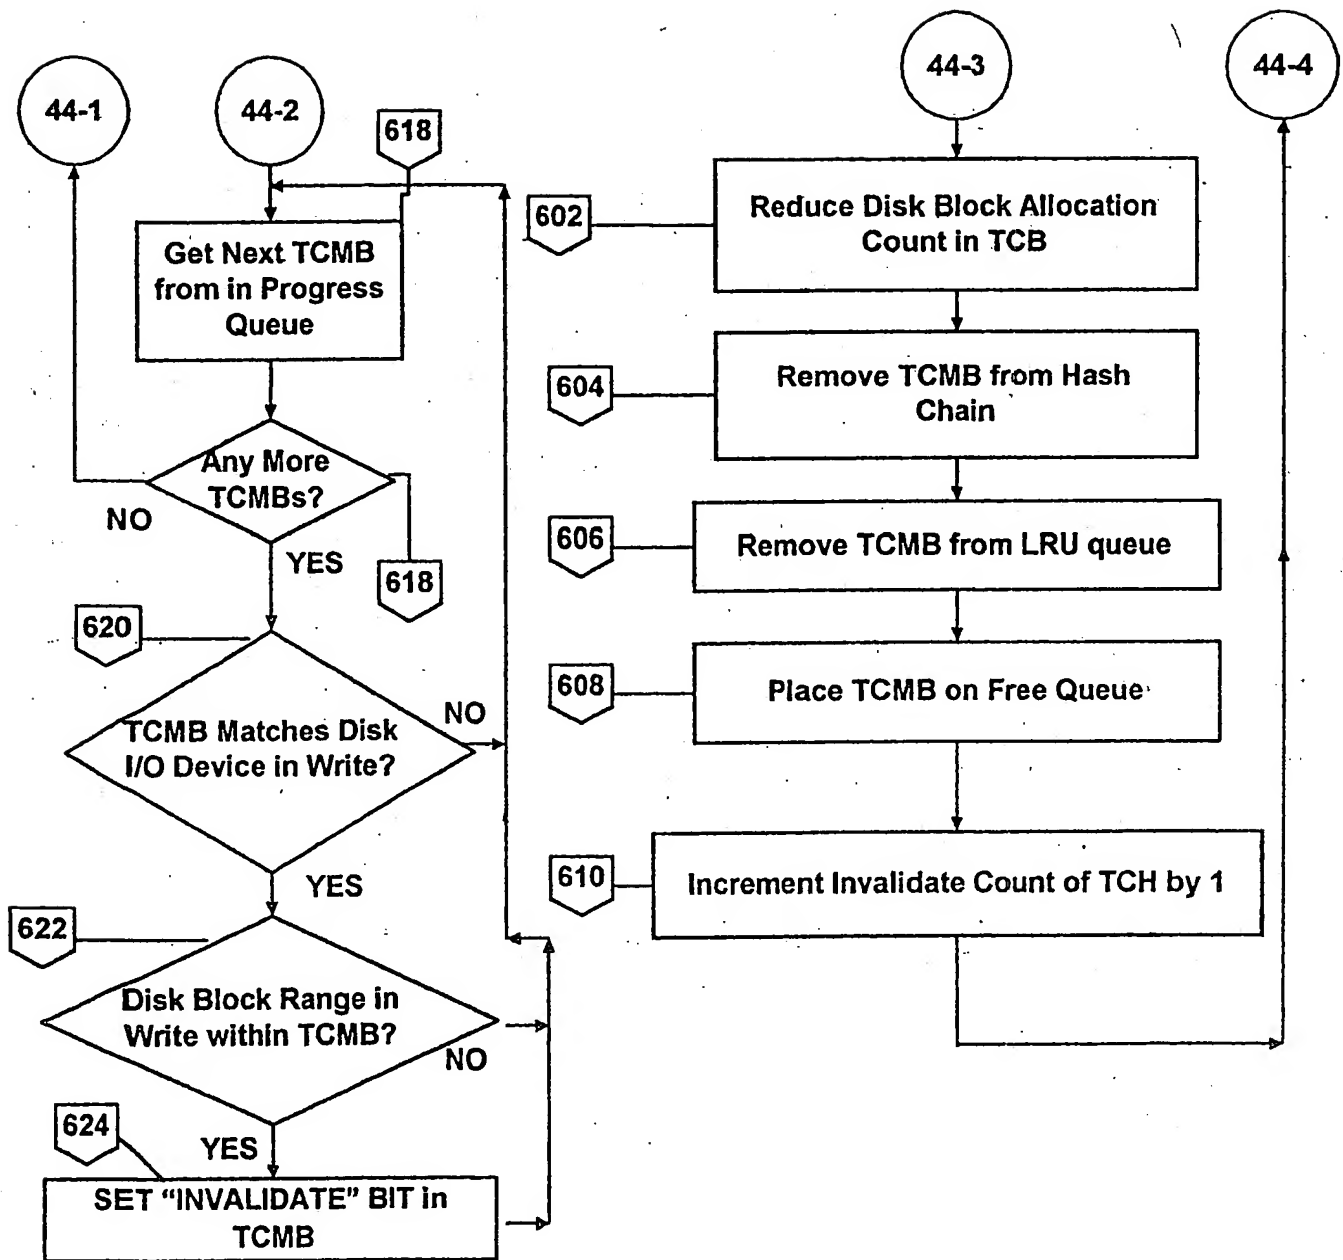 44-1
44-2
618
Get Next TCMB
from in Progress
Queue
Any More
TCMBs?
NO
YES
618
620
TCMB Matches Disk
I/O Device in Write?
NO
YES
622
Disk Block Range in
Write within TCMB?
NO
624
YES
SET “INVALIDATE” BIT in
TCMB
44-3
44-4
602
Reduce Disk Block Allocation
Count in TCB
604
Remove TCMB from Hash
Chain
606
Remove TCMB from LRU queue
608
Place TCMB on Free Queue
610
Increment Invalidate Count of TCH by 1